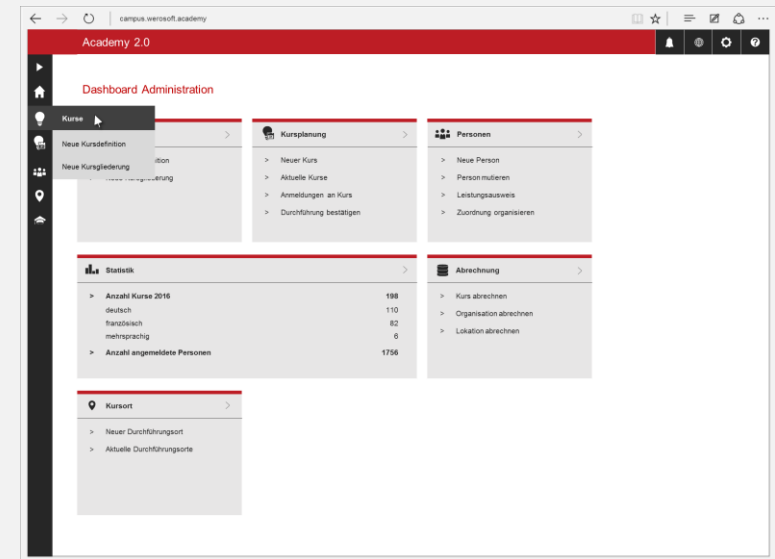 campus.werosoft.academy
Academy 2.0
Dashboard Administration
Kurse
Neue Kursdefinition
Neue Kursgliederung
Kursplanung
> Neuer Kurs
> Aktuelle Kurse
> Anmeldungen an Kurs
> Durchführung bestätigen
Personen
> Neue Person
> Person mutieren
> Leistungsausweis
> Zuordnung organisieren
Statistik
> Anzahl Kurse 2016 198
deutsch 110
französisch 82
mehrsprachig 6
> Anzahl angemeldete Personen 1756
Abrechnung
> Kurs abrechnen
> Organisation abrechnen
> Lokation abrechnen
Kursort
> Neuer Durchführungsort
> Aktuelle Durchführungsorte